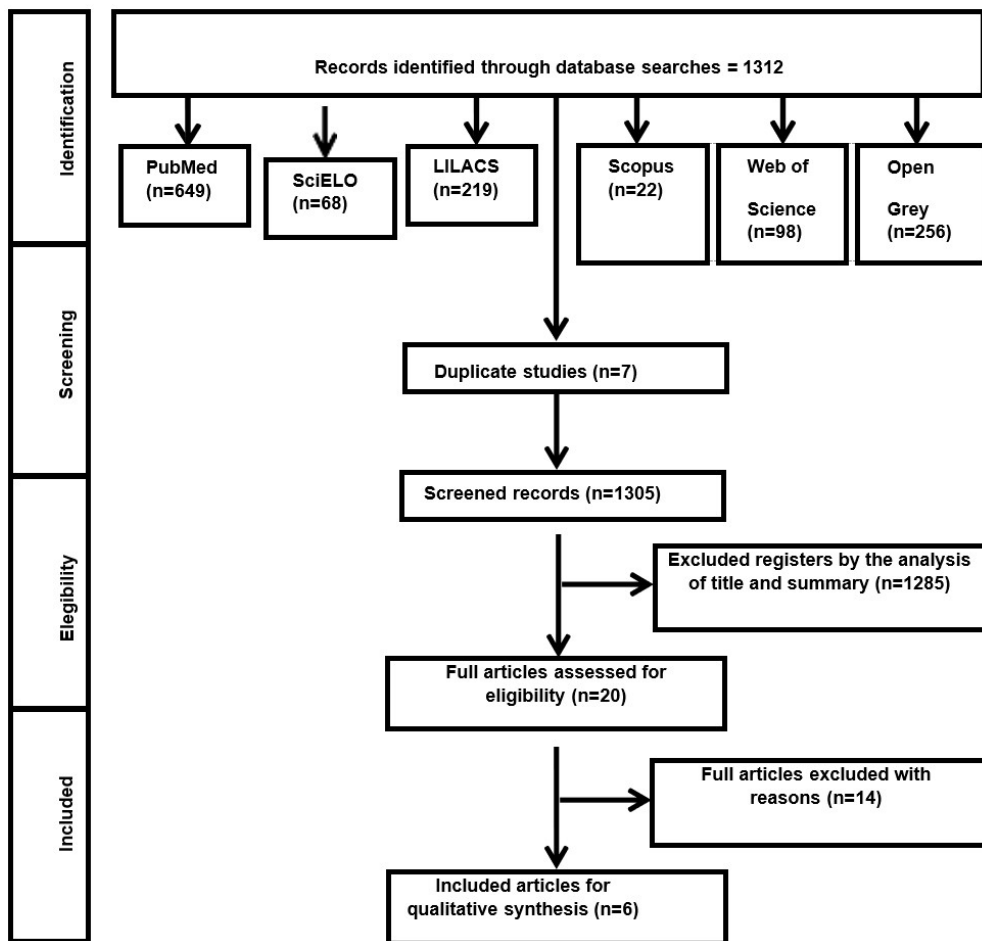 Identification
Records identified through database searches = 1312
PubMed
(n=649)
SciELO
(n=68)
LILACS
(n=219)
Scopus
(n=22)
Web of
Science
(n=98)
Open
Grey
(n=256)
Screening
Duplicate studies (n=7)
Screened records (n=1305)
Elegibility
Excluded registers by the analysis
of title and summary (n=1285)
Full articles assessed for
eligibility (n=20)
Included
Full articles excluded with
reasons (n=14)
Included articles for
qualitative synthesis (n=6)